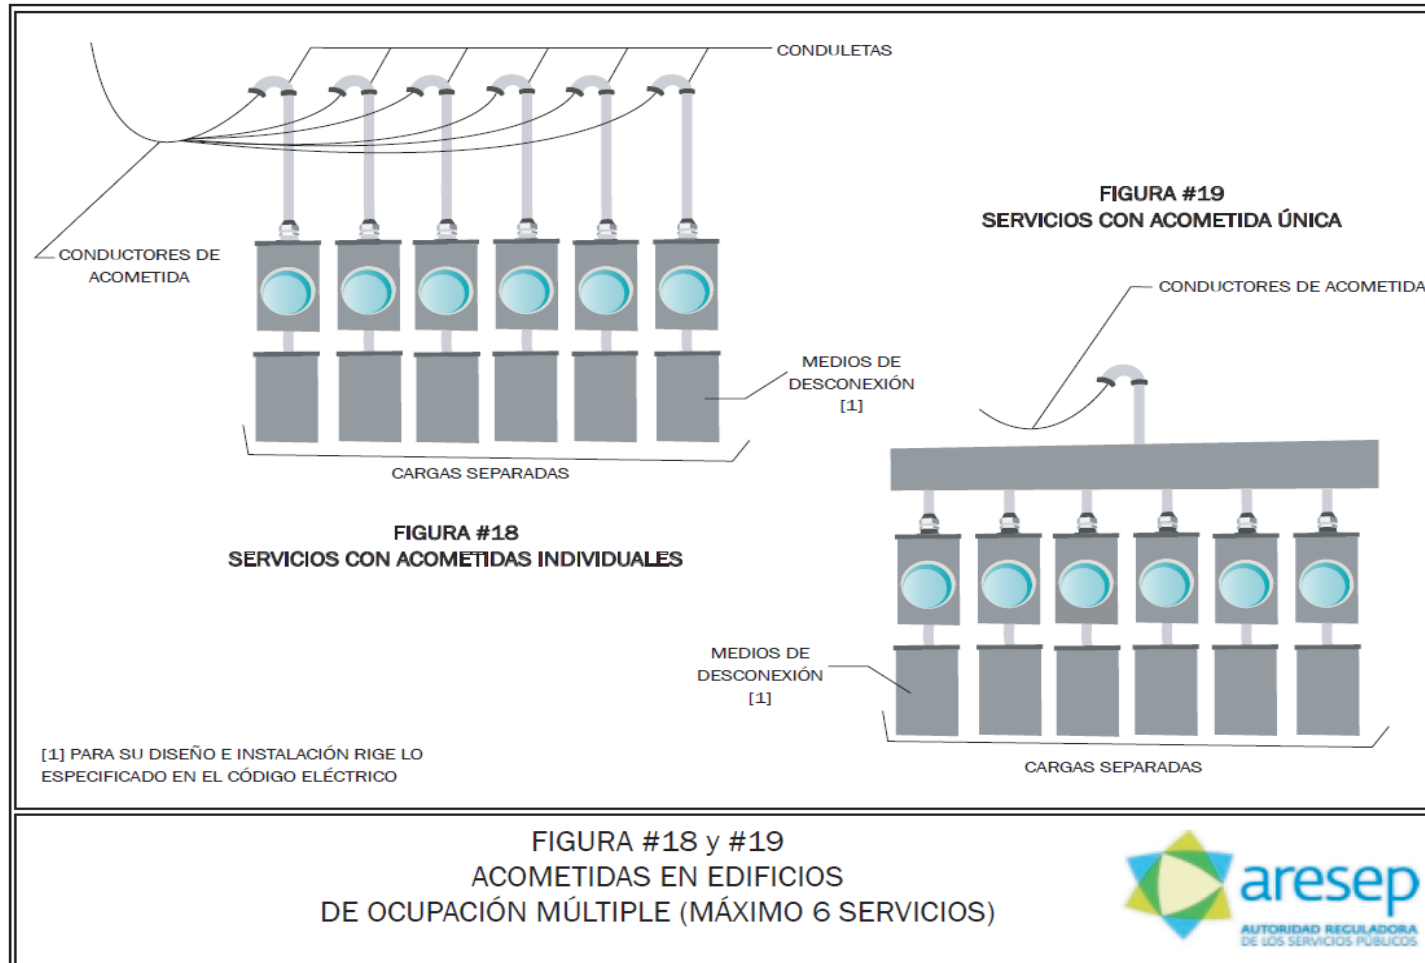 CONDULETAS
CONDUCTORES DE
ACOMETIDA
MEDIOS DE
DESCONEXIÓN
[1]
CARGAS SEPARADAS
FIGURA #18
SERVICIOS CON ACOMETIDAS INDIVIDUALES
FIGURA #19
SERVICIOS CON ACOMETIDA ÚNICA
CONDUCTORES DE ACOMETIDA
MEDIOS DE
DESCONEXIÓN
[1]
CARGAS SEPARADAS
[1] PARA SU DISEÑO E INSTALACIÓN RIGE LO
ESPECIFICADO EN EL CÓDIGO ELÉCTRICO
FIGURA #18 y #19
ACOMETIDAS EN EDIFICIOS
DE OCUPACIÓN MÚLTIPLE (MÁXIMO 6 SERVICIOS)
aresep
AUTORIDAD REGULADORA
DE LOS SERVICIOS PÚBLICOS